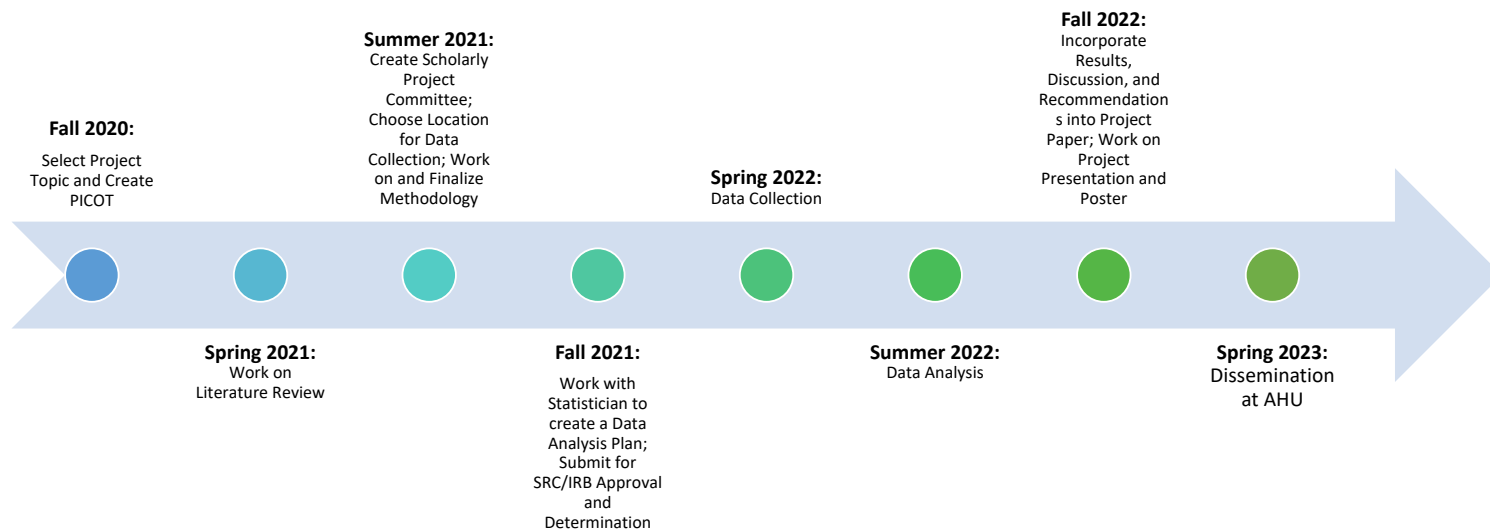 Fall 2020:
Select Project
Topic and Create
PICOT
Spring 2021:
Work on
Literature Review
Summer 2021:
Create Scholarly
Project
Committee;
Choose Location
for Data
Collection; Work
on and Finalize
Methodology
Fall 2021:
Work with
Statistician to
create a Data
Analysis Plan;
Submit for
SRC/IRB Approval
and
Determination
Spring 2022:
Data Collection
Summer 2022:
Data Analysis
Fall 2022:
Incorporate
Results,
Discussion, and
Recommendation
s into Project
Paper; Work on
Project
Presentation and
Poster
Spring 2023:
Dissemination
at AHU